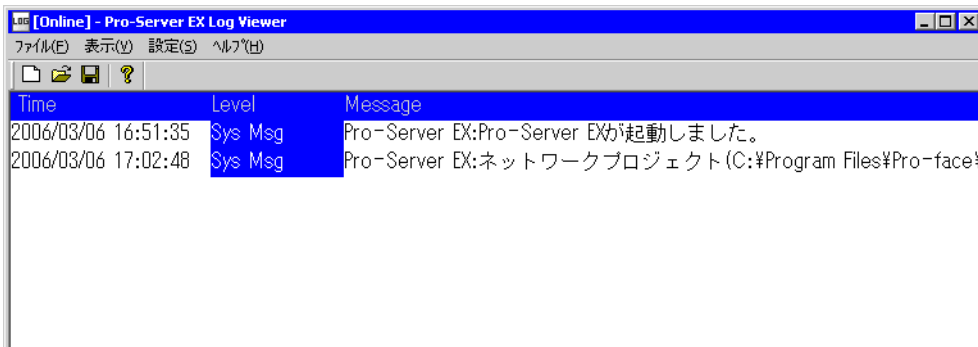 LOG [Online] - Pro-Server EX Log Viewer
ﾌｧｲﾙ(F) 表示(V) 設定(S) ﾍﾙﾌﾟ(H)
Time Level Message
2006/03/06 16:51:35 Sys Msg Pro-Server EX:Pro-Server EXが起動しました。
2006/03/06 17:02:48 Sys Msg Pro-Server EX:ネットワークプロジェクト(C:¥Program Files¥Pro-face¥